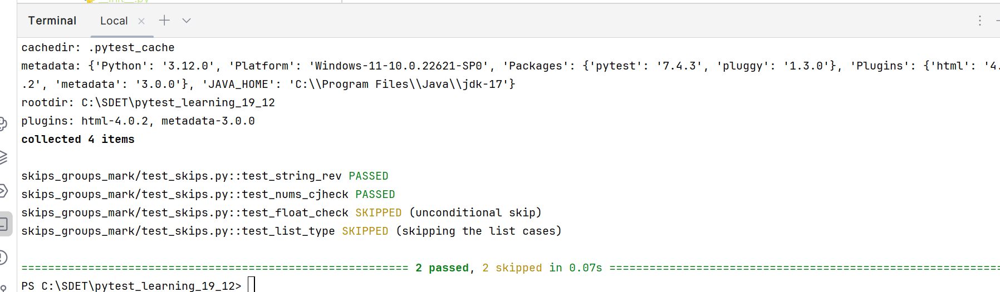 __init__.py
Terminal Local
cachedir: .pytest_cache
metadata: {'Python': '3.12.0', 'Platform': 'Windows-11-10.0.22621-SP0', 'Packages': {'pytest': '7.4.3', 'pluggy': '1.3.0'}, 'Plugins': {'html': '4.
.2', 'metadata': '3.0.0'}, 'JAVA_HOME': 'C:\\Program Files\\Java\\jdk-17'}
rootdir: C:\SDET\pytest_learning_19_12
plugins: html-4.0.2, metadata-3.0.0
collected 4 items
skips_groups_mark/test_skips.py::test_string_rev PASSED
skips_groups_mark/test_skips.py::test_nums_cjheck PASSED
skips_groups_mark/test_skips.py::test_float_check SKIPPED (unconditional skip)
skips_groups_mark/test_skips.py::test_list_type SKIPPED (skipping the list cases)
========================================================== 2 passed, 2 skipped in 0.07s ===========================================================
PS C:\SDET\pytest_learning_19_12>